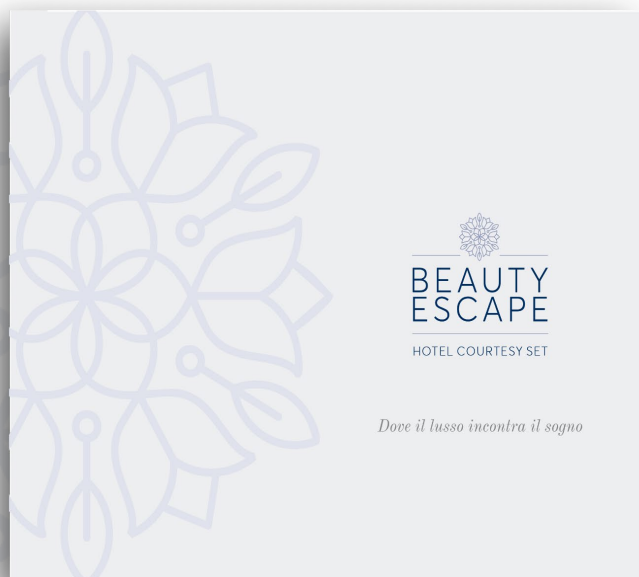 BEAUTY
ESCAPE
HOTEL COURTESY SET
Dove il lusso incontra il sogno